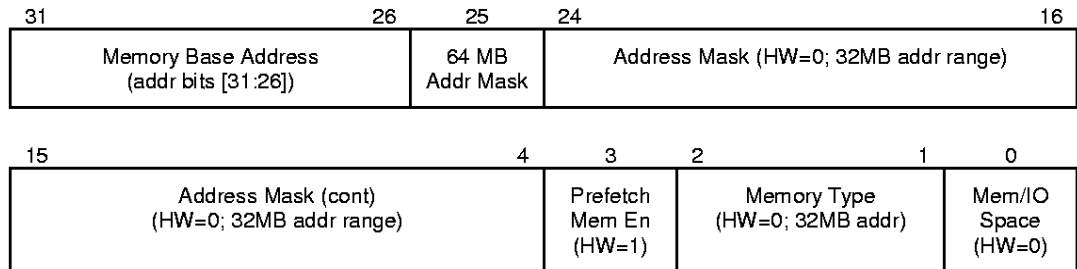 31 26 25 24 16
Memory Base Address
(addr bits [31:26])
64 MB
Addr Mask
Address Mask (HW=0; 32MB addr range)
15 4 3 2 1 0
Address Mask (cont)
(HW=0; 32MB addr range)
Prefetch
Mem En
(HW=1)
Memory Type
(HW=0; 32MB addr)
Mem/IO
Space
(HW=0)